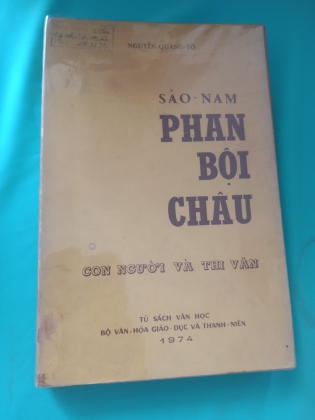 NGUYỄN-QUANG-TÔ
SÀO-NAM
PHAN
BỘI
CHÂU
CON NGƯỜI VÀ THI VĂN
TỦ SÁCH VĂN HỌC
BỘ VĂN-HÓA GIÁO-DỤC VÀ THANH-NIÊN
1974